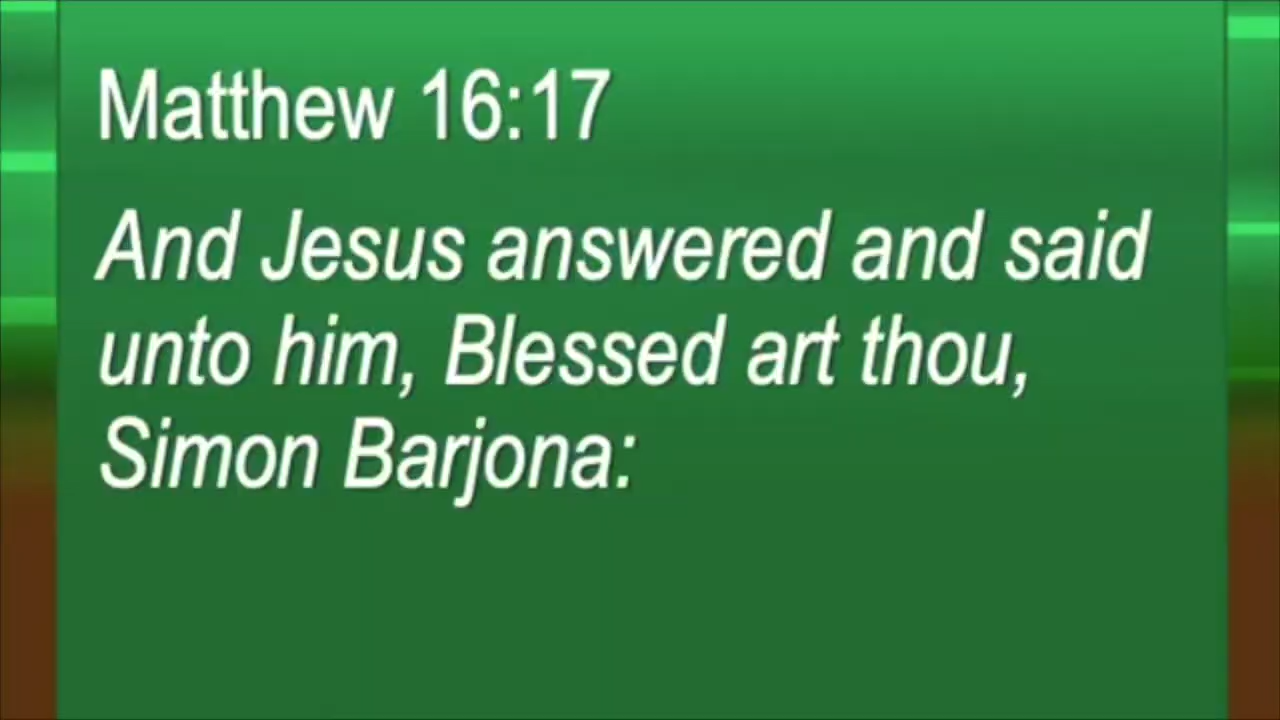 Matthew 16:17
And Jesus answered and said
unto him, Blessed art thou,
Simon Barjona: